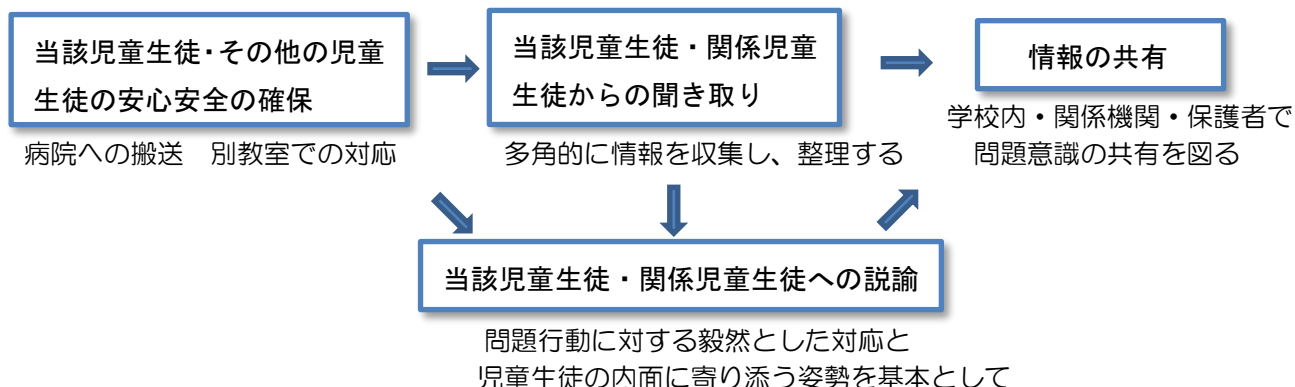 当該児童生徒・その他の児童
生徒の安心安全の確保
病院への搬送　別教室での対応
当該児童生徒・関係児童
生徒からの聞き取り
多角的に情報を収集し、整理する
情報の共有
学校内・関係機関・保護者で
問題意識の共有を図る
当該児童生徒・関係児童生徒への説諭
問題行動に対する毅然とした対応と
児童生徒の内面に寄り添う姿勢を基本として